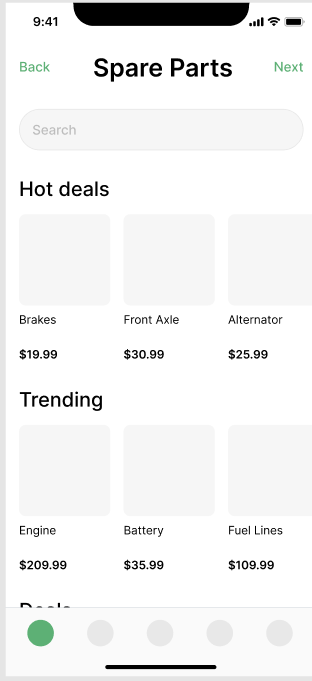 9:41
Back Spare Parts Next
Search
Hot deals
Brakes Front Axle Alternator
$19.99 $30.99 $25.99
Trending
Engine Battery Fuel Lines
$209.99 $35.99 $109.99
Deals